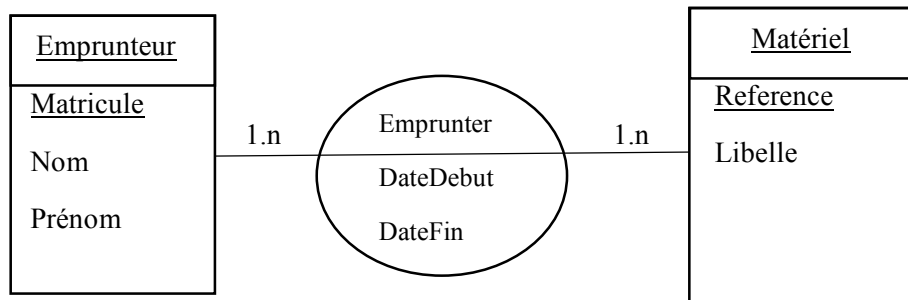 Emprunteur
Matricule
Nom
Prénom
1.n
Emprunter
DateDebut
DateFin
1.n
Matériel
Reference
Libelle